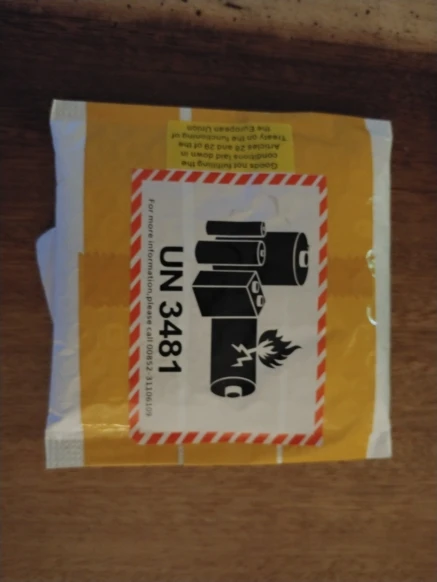 Goods not fulfilling the
conditions laid down in
Articles 28 and 29 of the
Treaty on the functioning of
the European Union
UN 3481
For more information, please call 00852-31106105